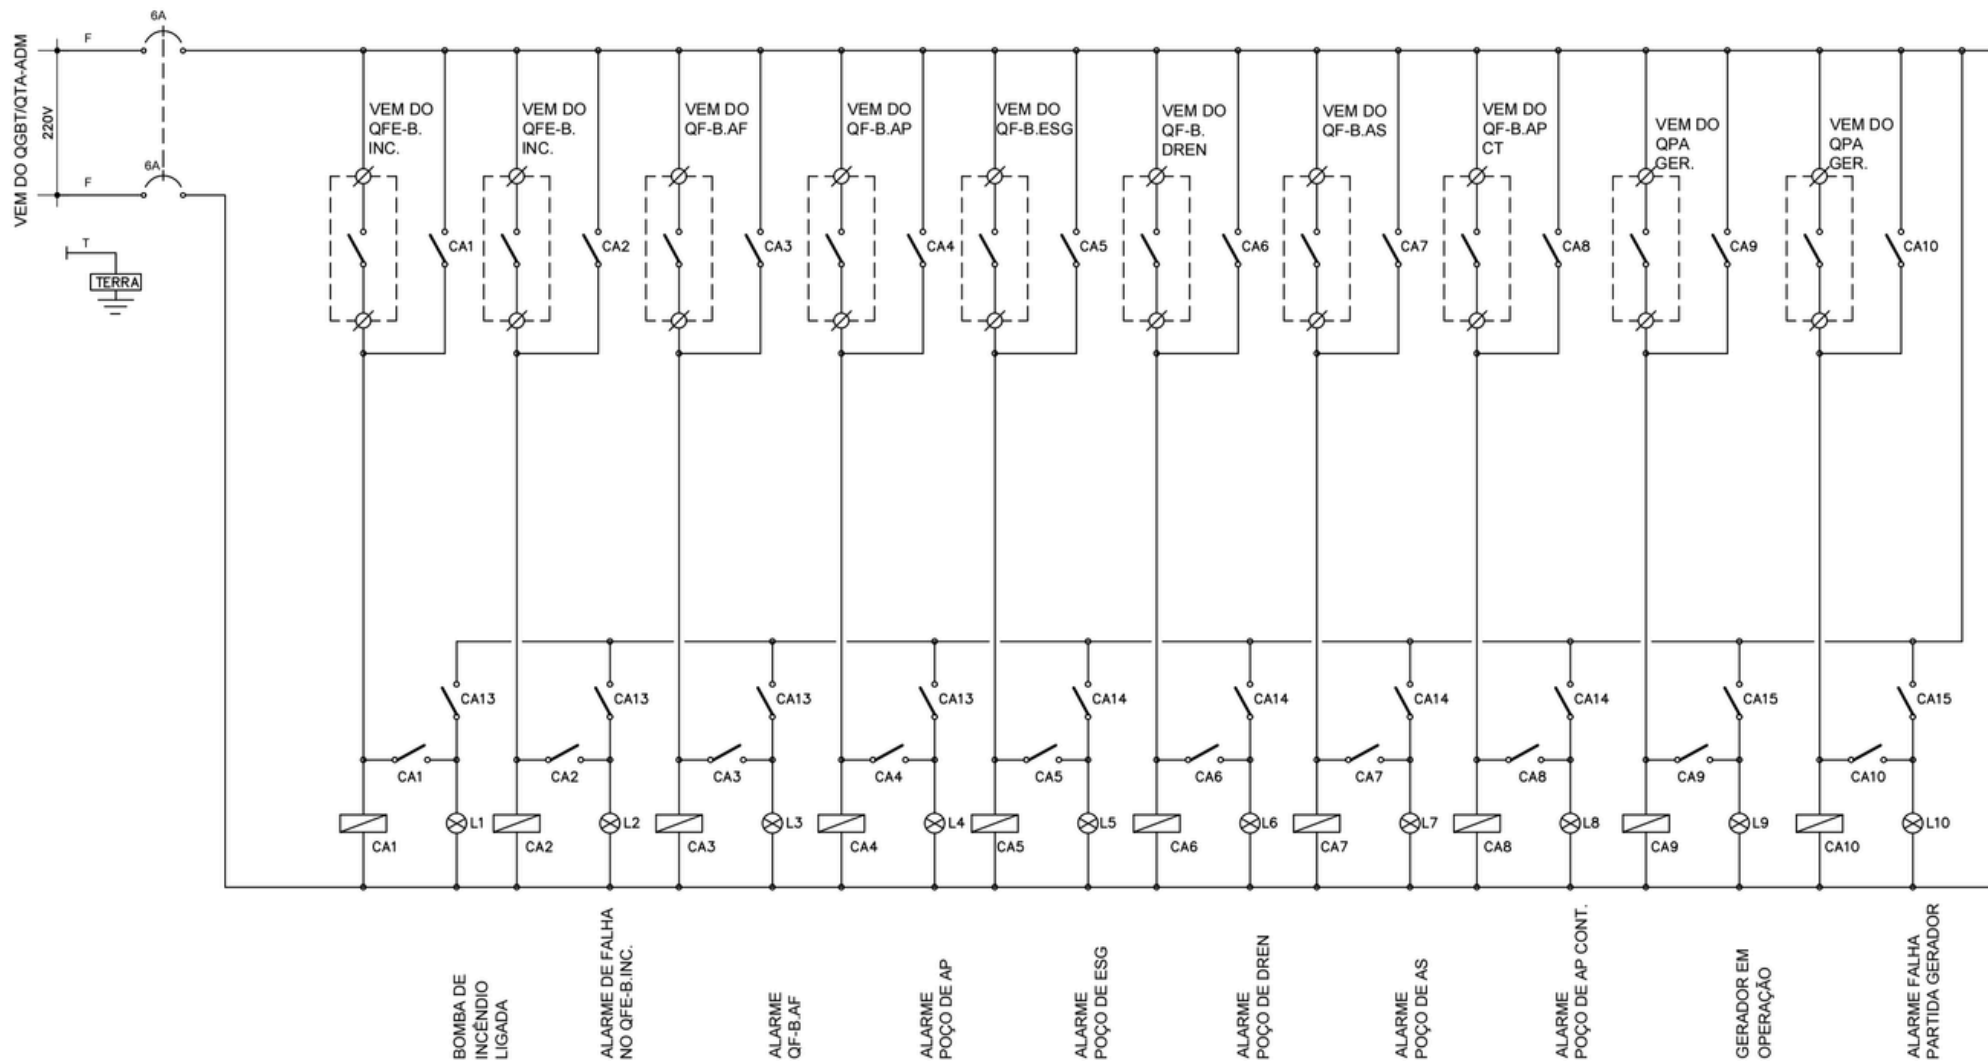 VEM DO QGBT/QTA-ADM
220V
F
6A
F
6A
T
TERRA
VEM DO
QFE-B.
INC.
VEM DO
QFE-B.
INC.
VEM DO
QF-B.AF
VEM DO
QF-B.AP
VEM DO
QF-B.ESG
VEM DO
QF-B.
DREN
VEM DO
QF-B.AS
VEM DO
QF-B.AP
CT
VEM DO
QPA
GER.
VEM DO
QPA
GER.
CA1
CA2
CA3
CA4
CA5
CA6
CA7
CA8
CA9
CA10
CA13
CA13
CA13
CA13
CA14
CA14
CA14
CA14
CA15
CA15
CA1
CA2
CA3
CA4
CA5
CA6
CA7
CA8
CA9
CA10
L1
L2
L3
L4
L5
L6
L7
L8
L9
L10
CA1
CA2
CA3
CA4
CA5
CA6
CA7
CA8
CA9
CA10
BOMBA DE
INCÊNDIO
LIGADA
ALARME DE FALHA
NO QFE-B.INC.
ALARME
QF-B.AF
ALARME
POÇO DE AP
ALARME
POÇO DE ESG
ALARME
POÇO DE DREN
ALARME
POÇO DE AS
ALARME
POÇO DE AP CONT.
GERADOR EM
OPERAÇÃO
ALARME FALHA
PARTIDA GERADOR